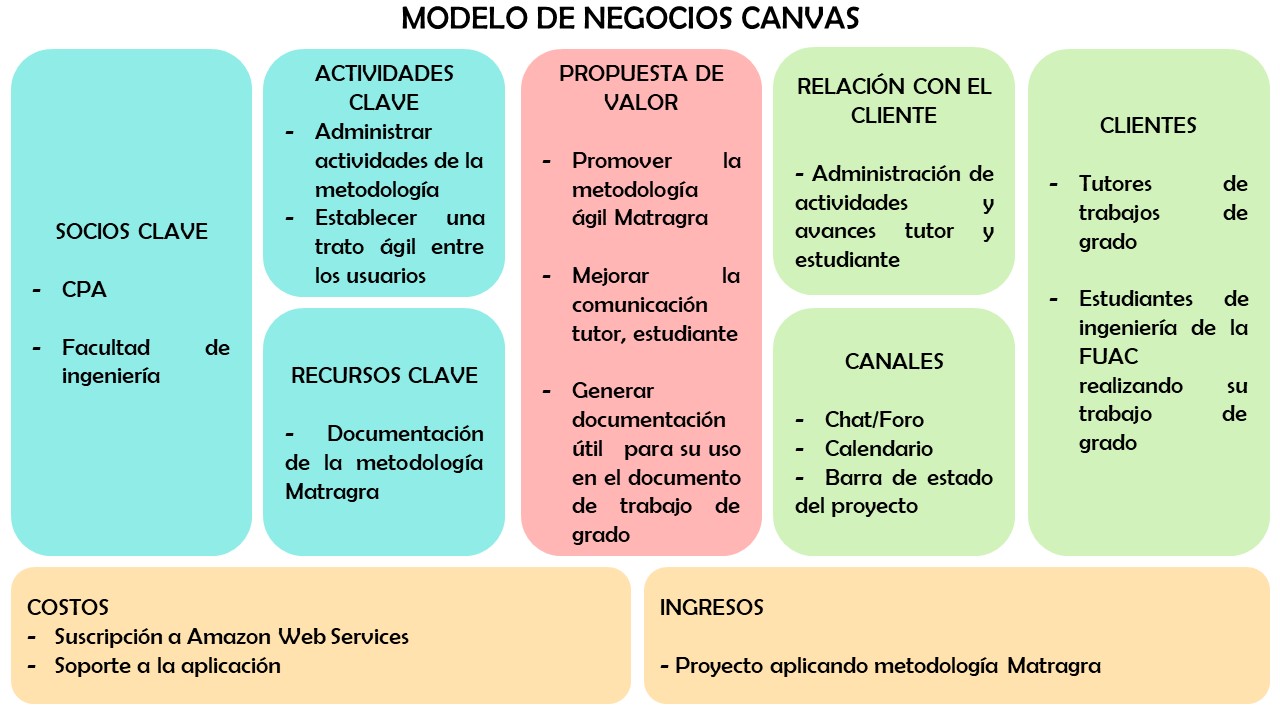 MODELO DE NEGOCIOS CANVAS
SOCIOS CLAVE
- CPA
- Facultad de
ingeniería
ACTIVIDADES
CLAVE
- Administrar
actividades de la
metodología
- Establecer una
trato ágil entre
los usuarios
RECURSOS CLAVE
- Documentación
de la metodología
Matragra
PROPUESTA DE
VALOR
- Promover la
metodología
ágil Matragra
- Mejorar la
comunicación
tutor, estudiante
- Generar
documentación
útil para su uso
en el documento
de trabajo de
grado
RELACIÓN CON EL
CLIENTE
- Administración de
actividades y
avances tutor y
estudiante
CANALES
- Chat/Foro
- Calendario
- Barra de estado
del proyecto
CLIENTES
- Tutores de
trabajos de
grado
- Estudiantes de
ingeniería de la
FUAC
realizando su
trabajo de
grado
COSTOS
- Suscripción a Amazon Web Services
- Soporte a la aplicación
INGRESOS
- Proyecto aplicando metodología Matragra